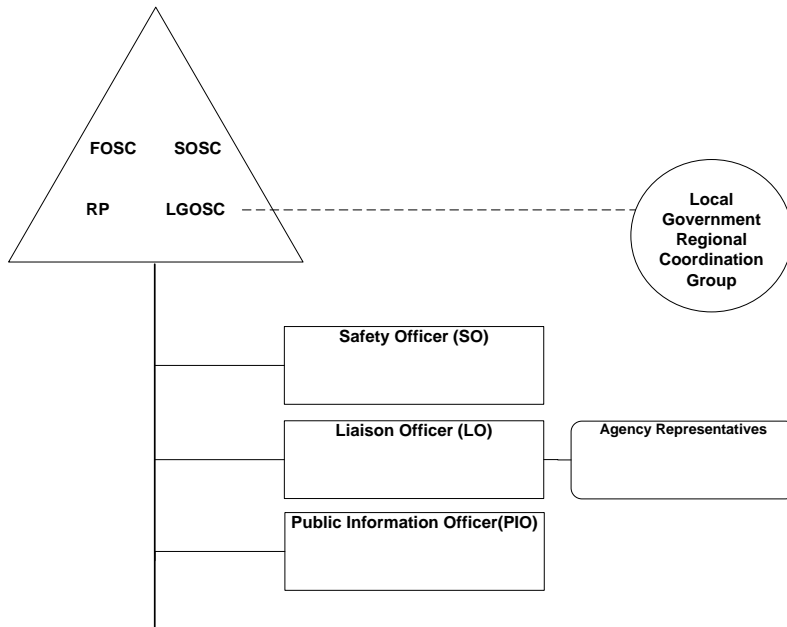 FOSC SOSC
RP LGOSC
Local
Government
Regional
Coordination
Group
Safety Officer (SO)
Liaison Officer (LO)
Agency Representatives
Public Information Officer(PIO)